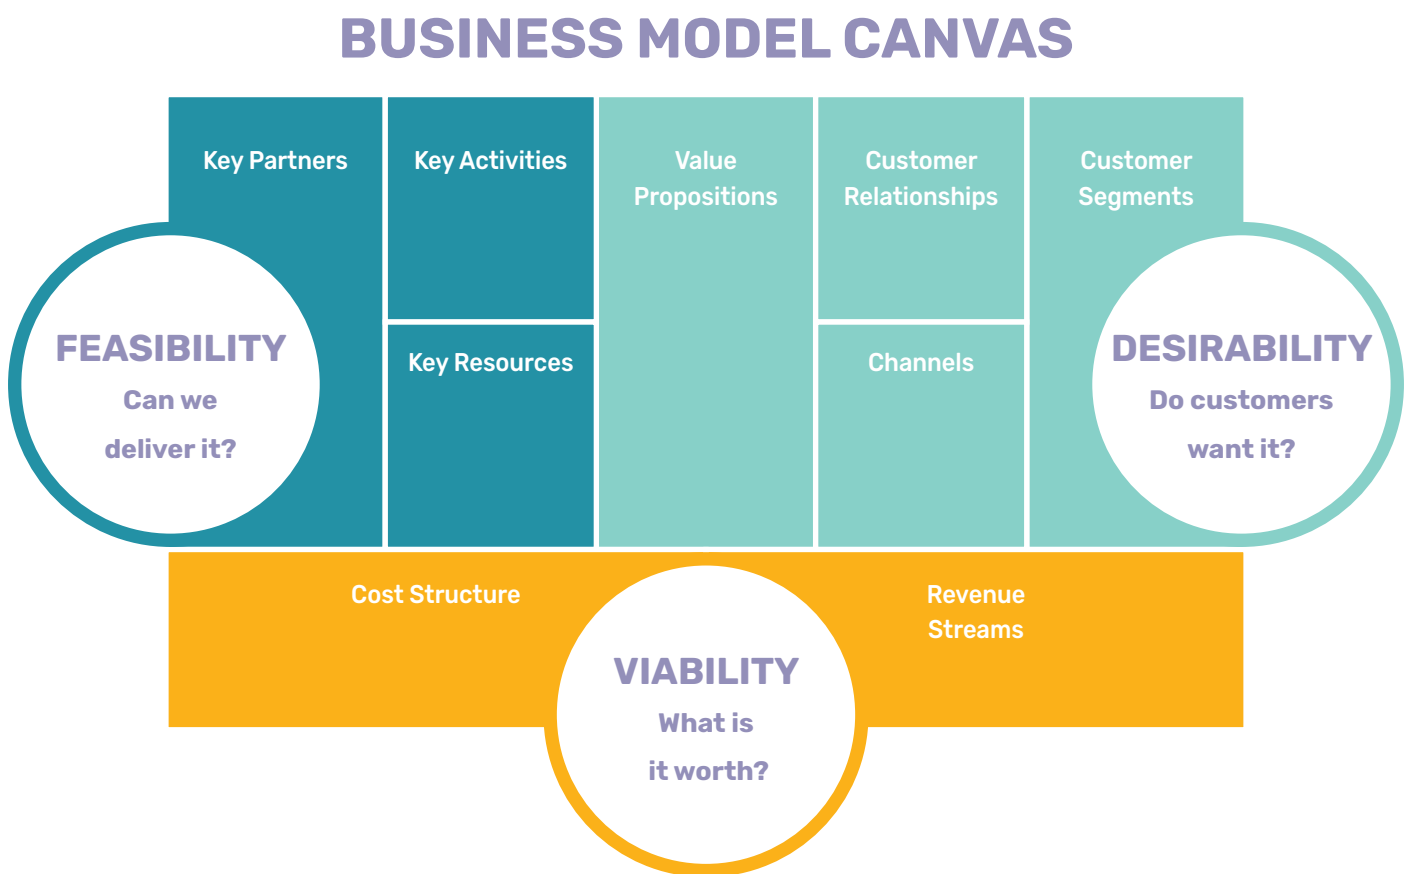 BUSINESS MODEL CANVAS
Key Partners
Key Activities
Value
Propositions
Customer
Relationships
Customer
Segments
FEASIBILITY
Can we
deliver it?
Key Resources
Channels
DESIRABILITY
Do customers
want it?
Cost Structure
Revenue
Streams
VIABILITY
What is
it worth?